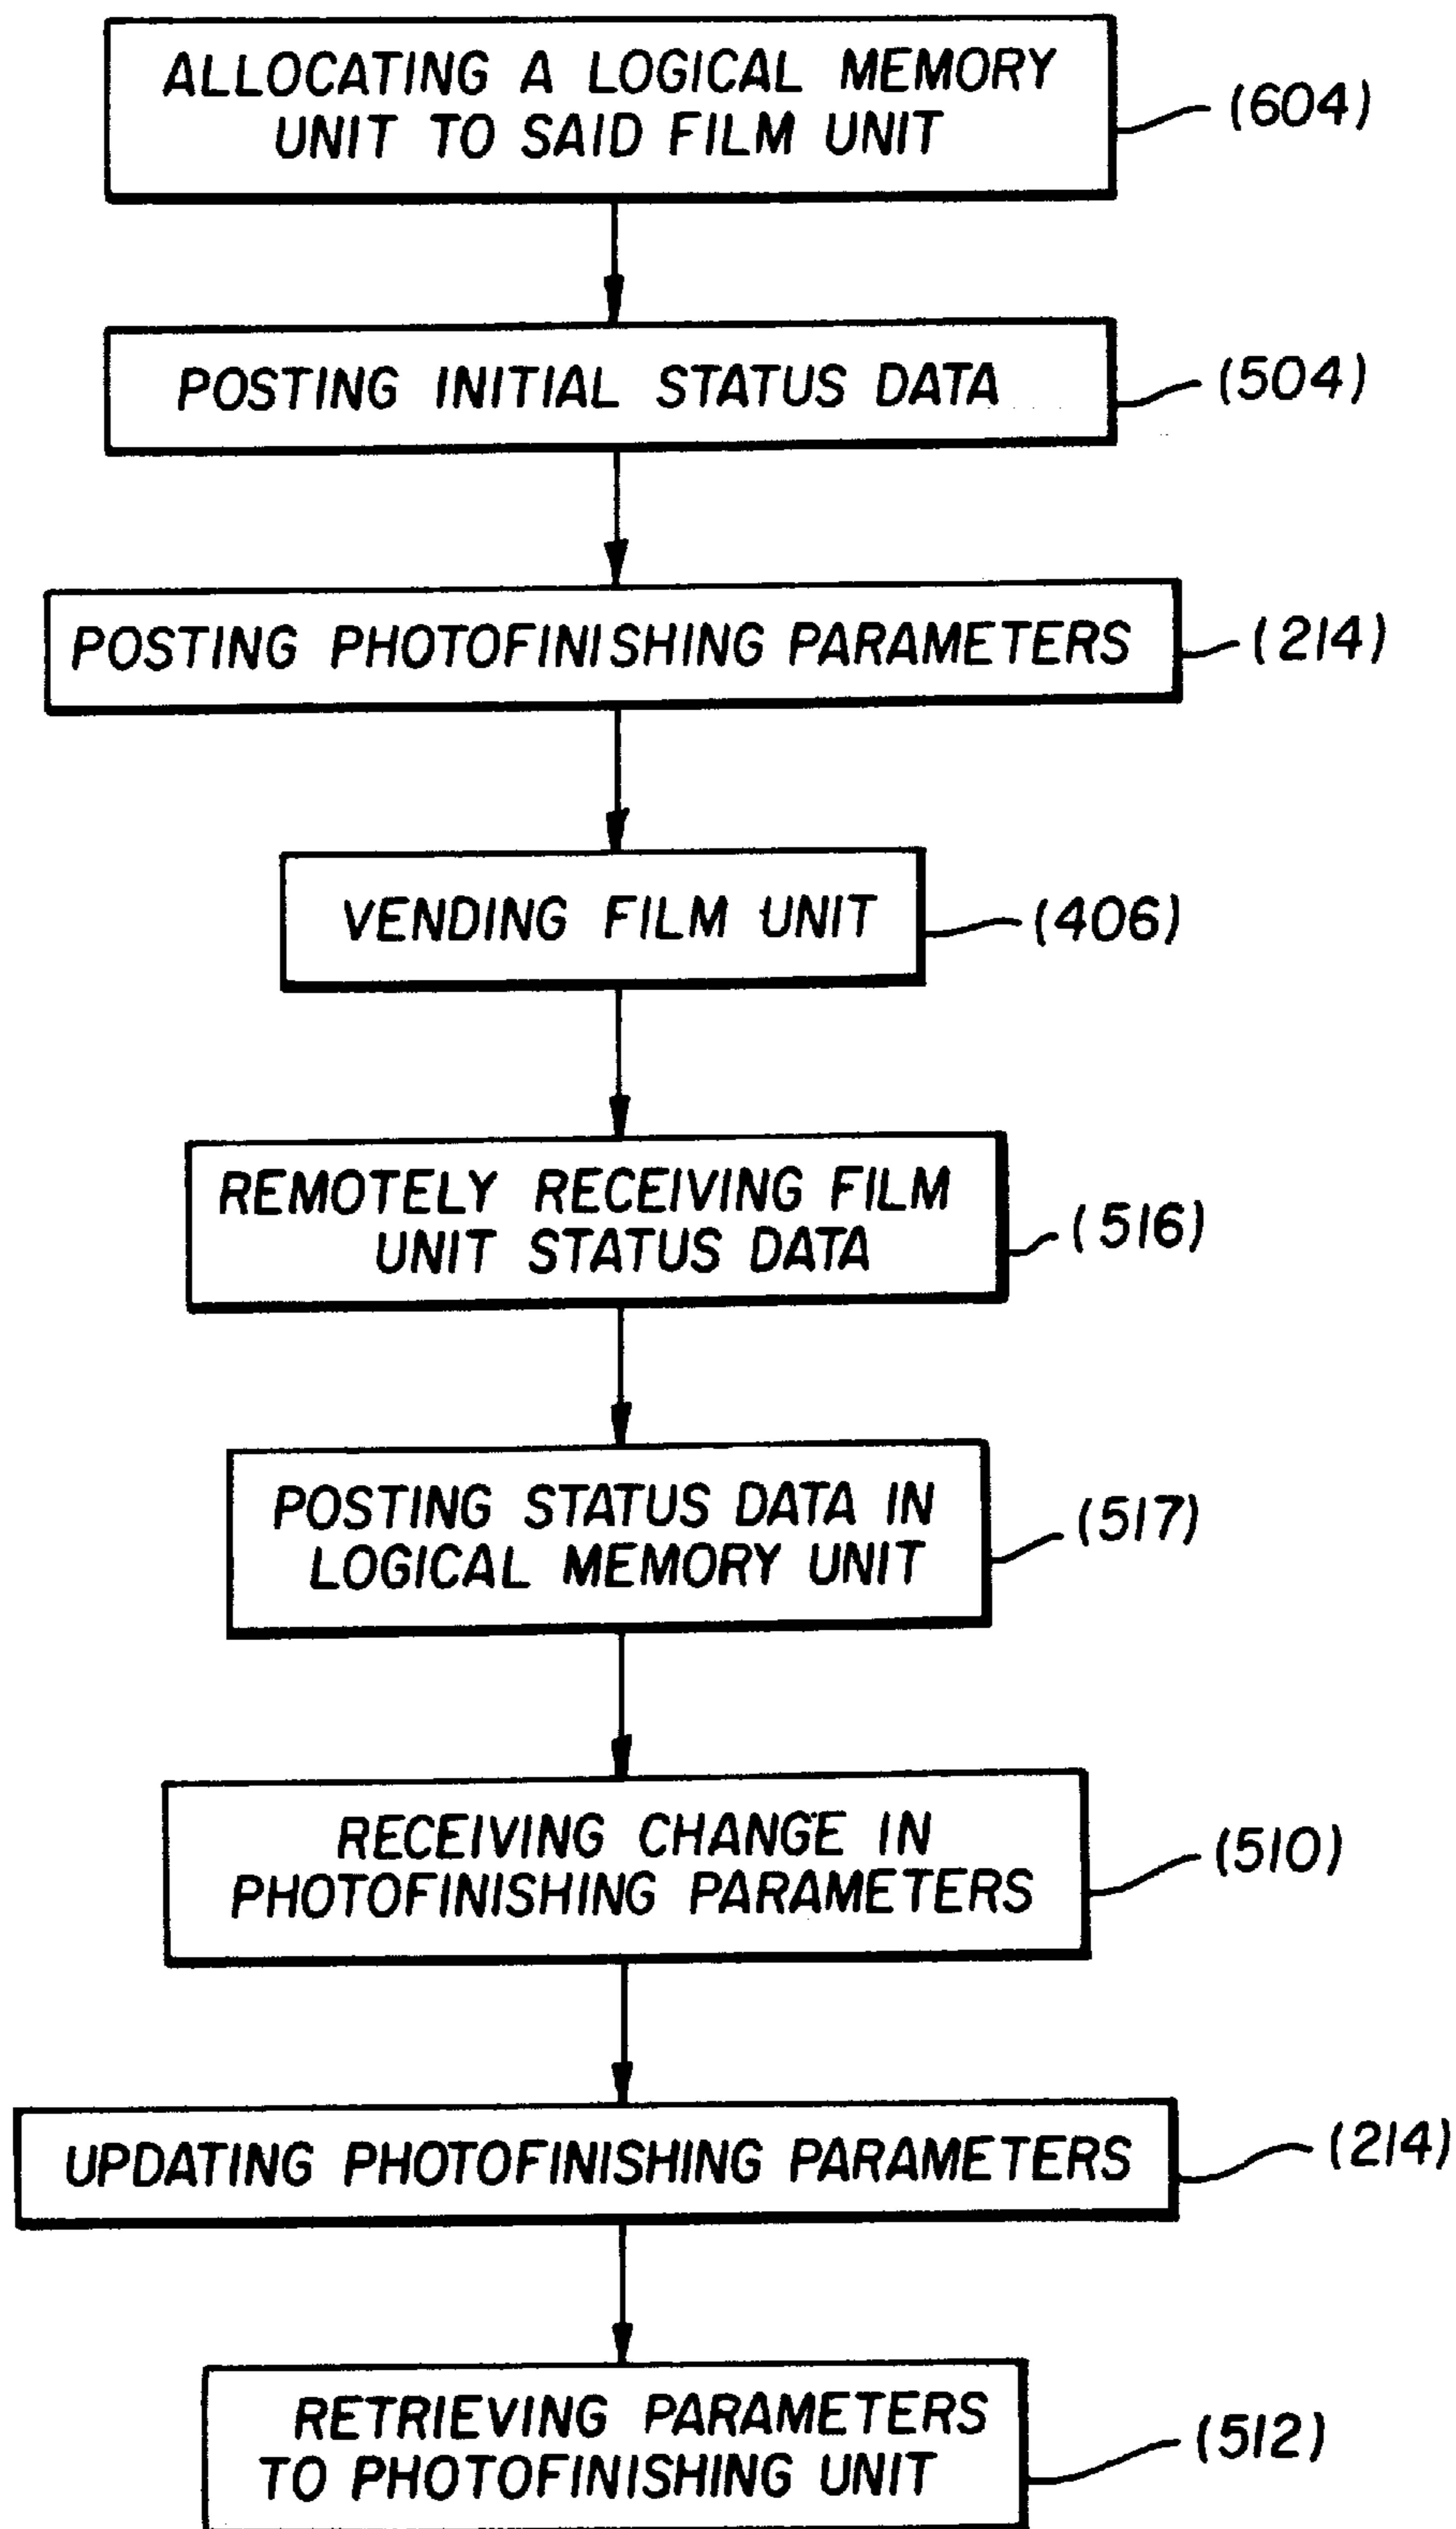 ALLOCATING A LOGICAL MEMORY
UNIT TO SAID FILM UNIT
(604)
POSTING INITIAL STATUS DATA
(504)
POSTING PHOTOFINISHING PARAMETERS
(214)
VENDING FILM UNIT
(406)
REMOTELY RECEIVING FILM
UNIT STATUS DATA
(516)
POSTING STATUS DATA IN
LOGICAL MEMORY UNIT
(517)
RECEIVING CHANGE IN
PHOTOFINISHING PARAMETERS
(510)
UPDATING PHOTOFINISHING PARAMETERS
(214)
RETRIEVING PARAMETERS
TO PHOTOFINISHING UNIT
(512)